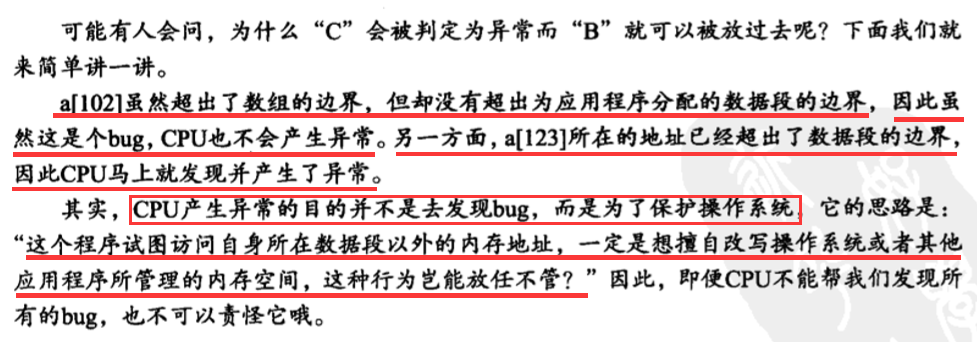 可能有人会问，为什么“C”会被判定为异常而“B”就可以被放过去呢？下面我们就
来简单讲一讲。
a[102]虽然超出了数组的边界，但却没有超出为应用程序分配的数据段的边界，因此虽
然这是个bug，CPU也不会产生异常。另一方面，a[123]所在的地址已经超出了数据段的边界，
因此CPU马上就发现并产生了异常。
其实，CPU产生异常的目的并不是去发现bug，而是为了保护操作系统，它的思路是：
“这个程序试图访问自身所在数据段以外的内存地址，一定是想擅自改写操作系统或者其他
应用程序所管理的内存空间，这种行为岂能放任不管？”因此，即便CPU不能帮我们发现所
有的bug，也不可以责怪它哦。